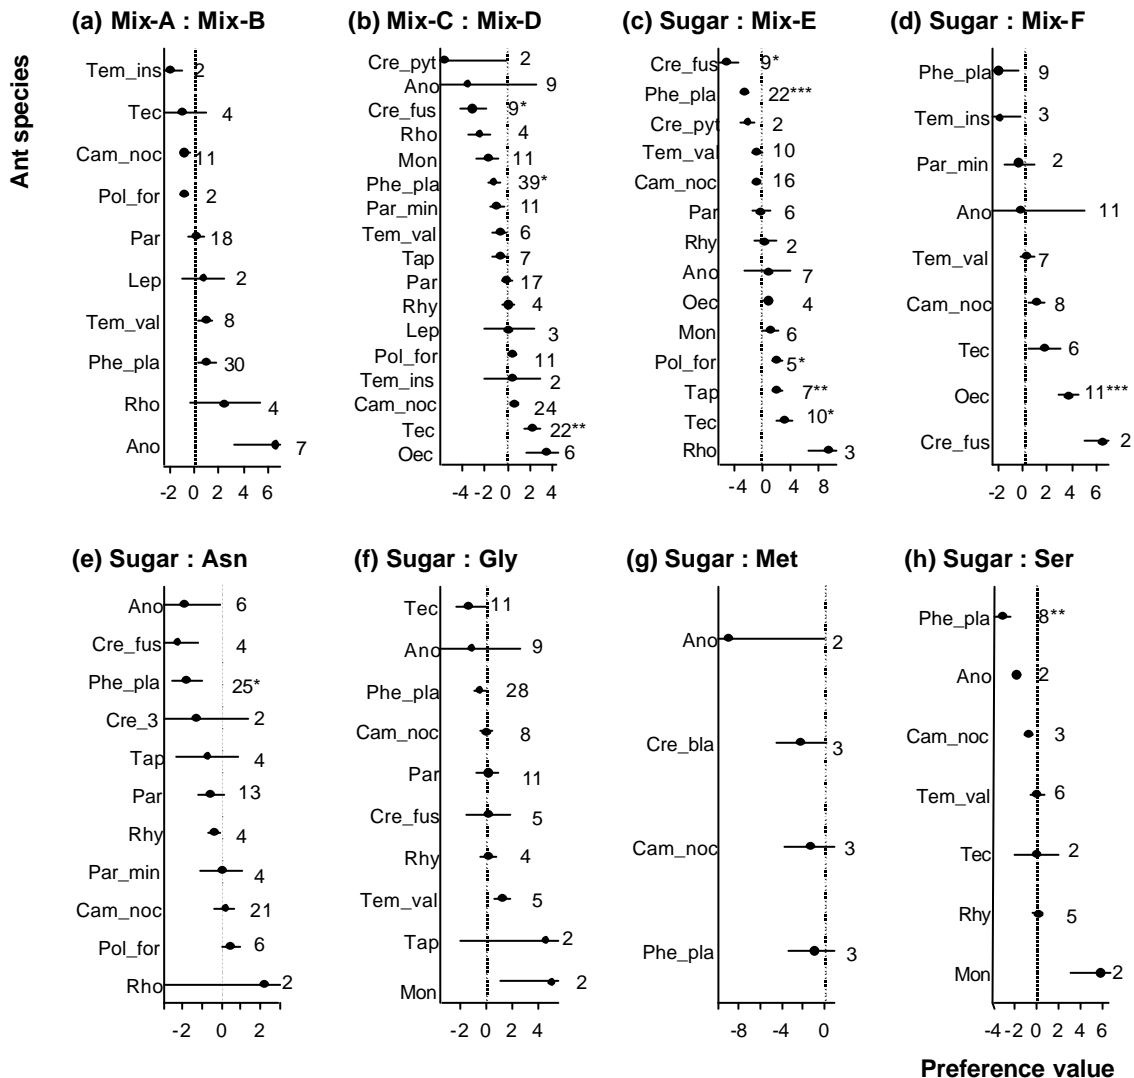 (a) Mix-A : Mix-B
(b) Mix-C : Mix-D
(c) Sugar : Mix-E
(d) Sugar : Mix-F
Ant species
Tem_ins 2
Tec 4
Cam_noc 11
Pol_for 2
Par 18
Lep 2
Tem_val 8
Phe_pla 30
Rho 4
Ano 7
-2 0 2 4 6
Cre_pyt 2
Ano 9
Cre_fus 9*
Rho 4
Mon 11
Phe_pla 39*
Par_min 11
Tem_val 6
Tap 7
Par 17
Rhy 4
Lep 3
Pol_for 11
Tem_ins 2
Cam_noc 24
Tec 22**
Oec 6
-4 -2 0 2 4
Cre_fus 9*
Phe_pla 22***
Cre_pyt 2
Tem_val 10
Cam_noc 16
Par 6
Rhy 2
Ano 7
Oec 4
Mon 6
Pol_for 5*
Tap 7**
Tec 10*
Rho 3
-4 0 4 8
Phe_pla 9
Tem_ins 3
Par_min 2
Ano 11
Tem_val 7
Cam_noc 8
Tec 6
Oec 11***
Cre_fus 2
-2 0 2 4 6
(e) Sugar : Asn
(f) Sugar : Gly
(g) Sugar : Met
(h) Sugar : Ser
Ano 6
Cre_fus 4
Phe_pla 25*
Cre_3 2
Tap 4
Par 13
Rhy 4
Par_min 4
Cam_noc 21
Pol_for 6
Rho 2
-2 0 2
Tec 11
Ano 9
Phe_pla 28
Cam_noc 8
Par 11
Cre_fus 5
Rhy 4
Tem_val 5
Tap 2
Mon 2
-2 0 2 4
Ano 2
Cre_bla 3
Cam_noc 3
Phe_pla 3
-8 -4 0
Phe_pla 8**
Ano 2
Cam_noc 3
Tem_val 6
Tec 2
Rhy 5
Mon 2
-4 -2 0 2 4 6
Preference value